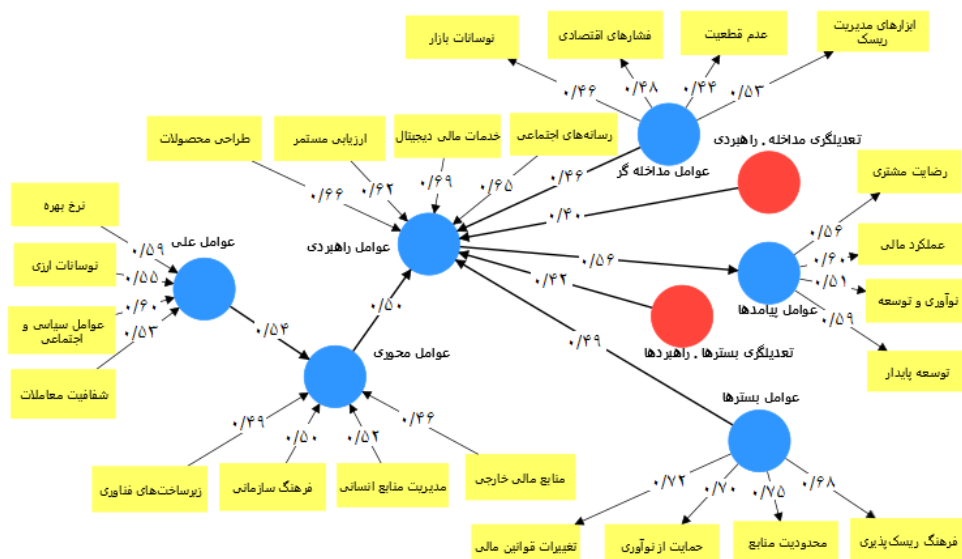 ابزارهای مدیریت
ریسک
عدم قطعیت
فشارهای اقتصادی
نوسانات بازار
۰/۵۳
۰/۴۴
۰/۴۸
۰/۴۶
عوامل مداخله گر
رسانه‌های اجتماعی
خدمات مالی دیجیتال
ارزیابی مستمر
طراحی محصولات
۰/۶۵
۰/۶۹
۰/۶۲
۰/۶۶
۰/۴۶
تعدیلگری مداخله . راهبردی
۰/۴۰
عوامل راهبردی
رضایت مشتری
عملکرد مالی
نوآوری و توسعه
توسعه پایدار
۰/۵۶
۰/۶۰
۰/۵۱
۰/۵۹
عوامل پیامدها
۰/۵۶
۰/۴۲
تعدیلگری بسترها . راهبردها
عوامل علی
نرخ بهره
نوسانات ارزی
عوامل سیاسی و
اجتماعی
شفافیت معاملات
۰/۵۹
۰/۵۵
۰/۶۰
۰/۵۳
۰/۵۴
۰/۵۰
عوامل محوری
۰/۴۹
عوامل بسترها
۰/۴۶
۰/۵۲
۰/۵۰
۰/۴۹
منابع مالی خارجی
مدیریت منابع انسانی
فرهنگ سازمانی
زیرساخت‌های فناوری
۰/۶۸
۰/۷۵
۰/۷۰
۰/۷۲
فرهنگ ریسک‌پذیری
محدودیت منابع
حمایت از نوآوری
تغییرات قوانین مالی